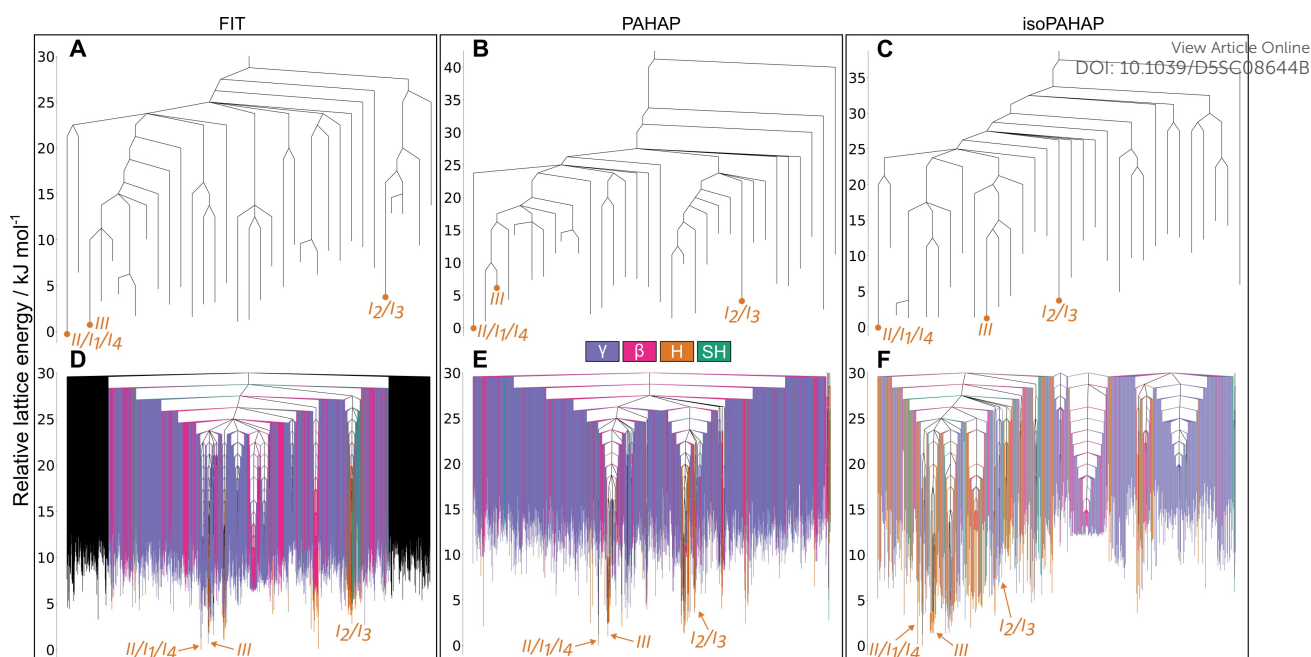 FIT
PAHAP
isoPAHAP
View Article Online
DOI: 10.1039/D5SC08644B
Relative lattice energy / kJ mol⁻¹
A
30
25
20
15
10
5
0
II/I₁/I₄
III
I₂/I₃
B
40
35
30
25
20
15
10
5
0
II/I₁/I₄
III
I₂/I₃
C
35
30
25
20
15
10
5
0
II/I₁/I₄
III
I₂/I₃
γ β H SH
D
30
25
20
15
10
5
0
II/I₁/I₄
III
I₂/I₃
E
30
25
20
15
10
5
0
II/I₁/I₄
III
I₂/I₃
F
30
25
20
15
10
5
0
II/I₁/I₄
III
I₂/I₃